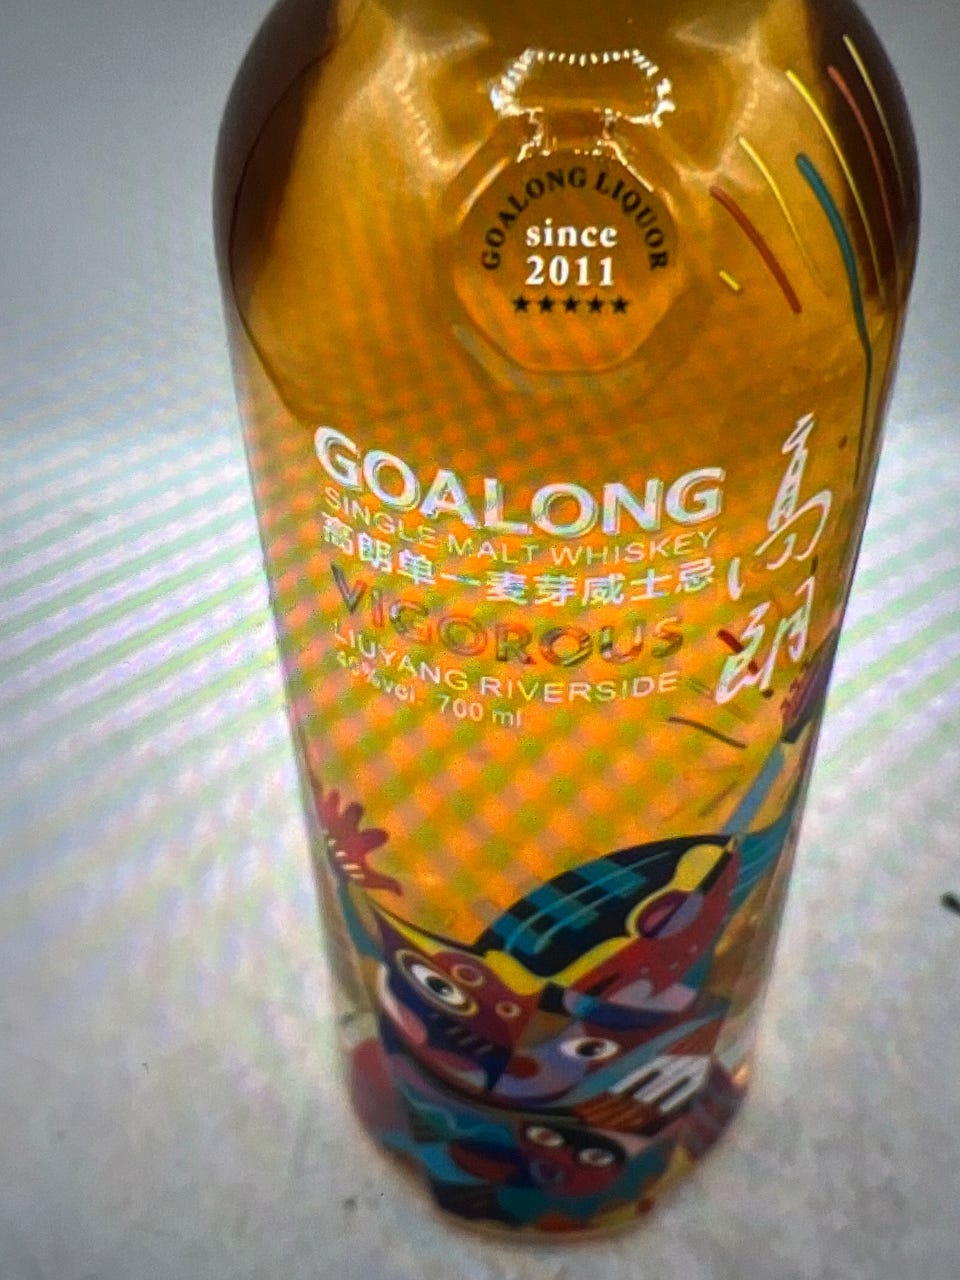 GOALONG LIQUOR
since
2011
GOALONG
SINGLE MALT WHISKEY
高朗单一麦芽威士忌
VIGOROUS
LIUYANG RIVERSIDE
700 ml
高朗